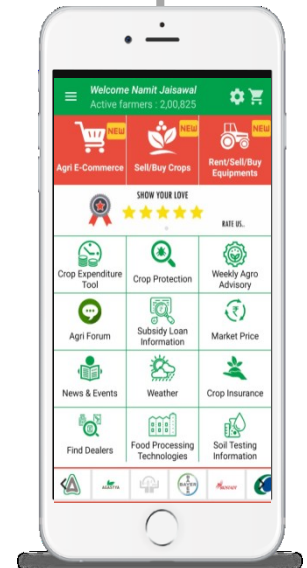 Welcome Namit Jaisawal
Active farmers : 2,00,825
NEW
NEW
NEW
Agri E-Commerce
Sell/Buy Crops
Rent/Sell/Buy
Equipments
SHOW YOUR LOVE
RATE US..
Crop Expenditure
Tool
Crop Protection
Weekly Agro
Advisory
Agri Forum
Subsidy Loan
Information
Market Price
News & Events
Weather
Crop Insurance
Find Dealers
Food Processing
Technologies
Soil Testing
Information
BAYER